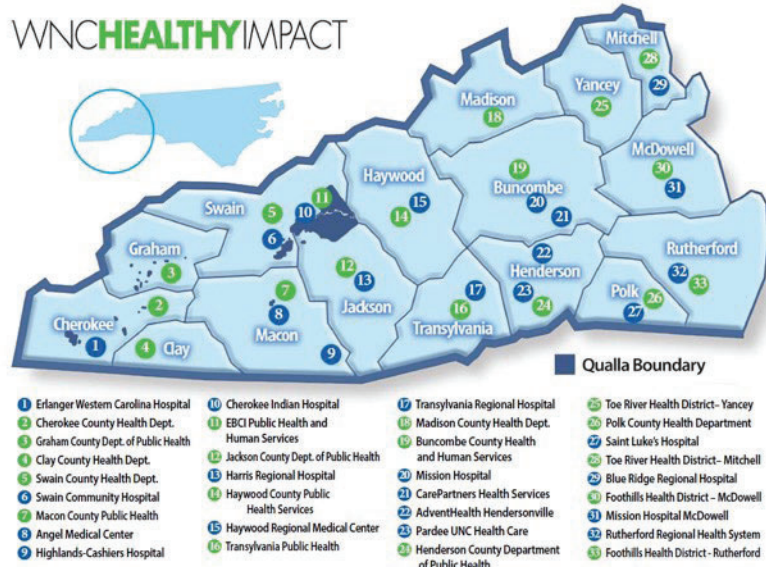 WNCHEALTHYIMPACT
Mitchell
28
29
Yancey
25
Madison
18
McDowell
30
31
Haywood
15
14
19
Buncombe
20
21
Swain
5
10
11
6
Graham
3
Rutherford
32
33
22
Henderson
23
24
12
13
Jackson
17
16
Transylvania
Polk
26
27
7
8
Macon
9
2
Cherokee
1
4
Clay
Qualla Boundary
1 Erlanger Western Carolina Hospital
2 Cherokee County Health Dept.
3 Graham County Dept. of Public Health
4 Clay County Health Dept.
5 Swain County Health Dept.
6 Swain Community Hospital
7 Macon County Public Health
8 Angel Medical Center
9 Highlands-Cashiers Hospital
10 Cherokee Indian Hospital
11 EBCI Public Health and
Human Services
12 Jackson County Dept. of Public Health
13 Harris Regional Hospital
14 Haywood County Public
Health Services
15 Haywood Regional Medical Center
16 Transylvania Public Health
17 Transylvania Regional Hospital
18 Madison County Health Dept.
19 Buncombe County Health
and Human Services
20 Mission Hospital
21 CarePartners Health Services
22 AdventHealth Hendersonville
23 Pardee UNC Health Care
24 Henderson County Department
of Public Health
25 Toe River Health District– Yancey
26 Polk County Health Department
27 Saint Luke's Hospital
28 Toe River Health District– Mitchell
29 Blue Ridge Regional Hospital
30 Foothills Health District – McDowell
31 Mission Hospital McDowell
32 Rutherford Regional Health System
33 Foothills Health District - Rutherford